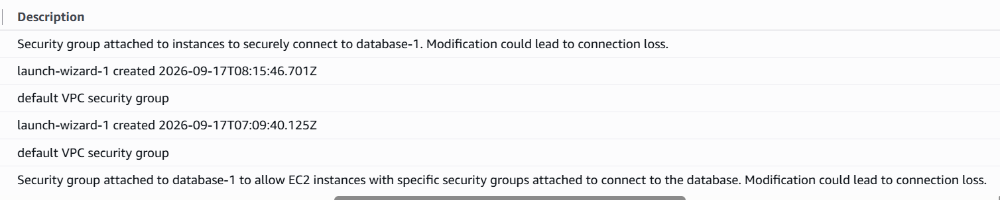 Description
Security group attached to instances to securely connect to database-1. Modification could lead to connection loss.
launch-wizard-1 created 2026-09-17T08:15:46.701Z
default VPC security group
launch-wizard-1 created 2026-09-17T07:09:40.125Z
default VPC security group
Security group attached to database-1 to allow EC2 instances with specific security groups attached to connect to the database. Modification could lead to connection loss.